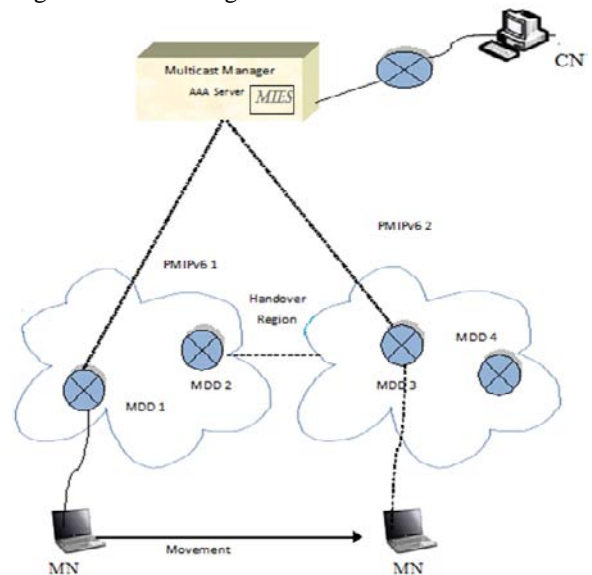 Multicast Manager
AAA Server
MIES
CN
PMIPv6 2
PMIPv6 1
Handover
Region
MDD 4
MDD 2
MDD 3
MDD 1
Movement
MN
MN